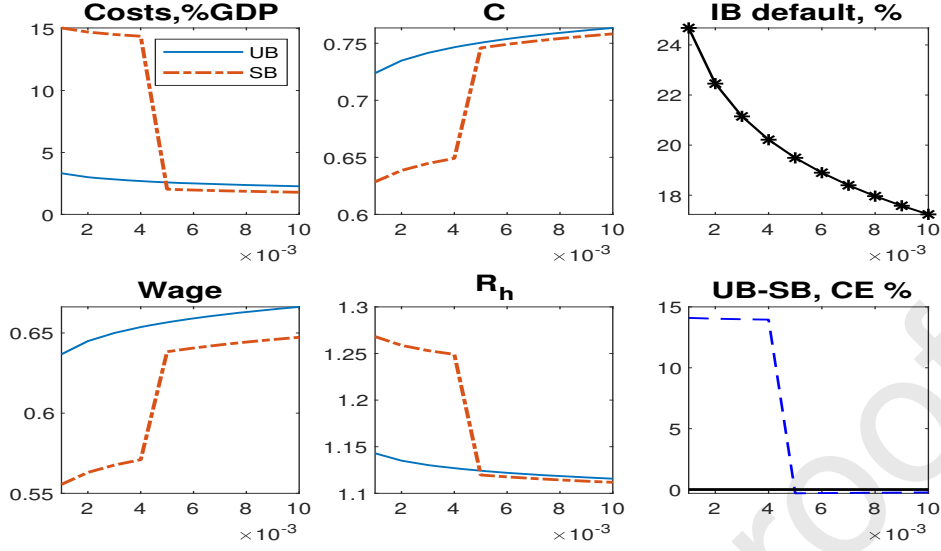 Costs,%GDP
15
10
5
0
2 4 6 8 10
×10⁻³
UB
SB
C
0.75
0.7
0.65
0.6
2 4 6 8 10
×10⁻³
IB default, %
24
22
20
18
2 4 6 8 10
×10⁻³
Wage
0.65
0.6
0.55
2 4 6 8 10
×10⁻³
R_h
1.3
1.25
1.2
1.15
1.1
2 4 6 8 10
×10⁻³
UB-SB, CE %
15
10
5
0
2 4 6 8 10
×10⁻³
roof